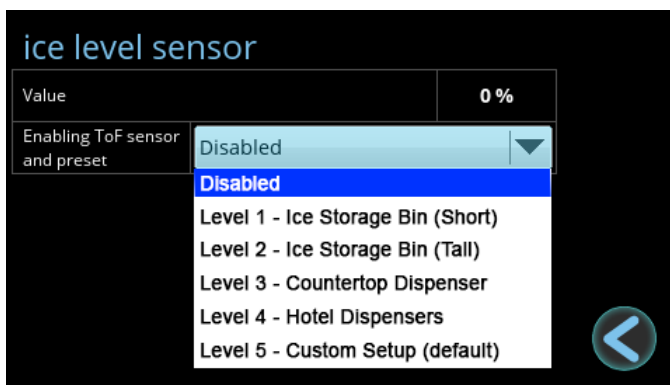 ice level sensor
Value 0 %
Enabling ToF sensor
and preset
Disabled
Disabled
Level 1 - Ice Storage Bin (Short)
Level 2 - Ice Storage Bin (Tall)
Level 3 - Countertop Dispenser
Level 4 - Hotel Dispensers
Level 5 - Custom Setup (default)